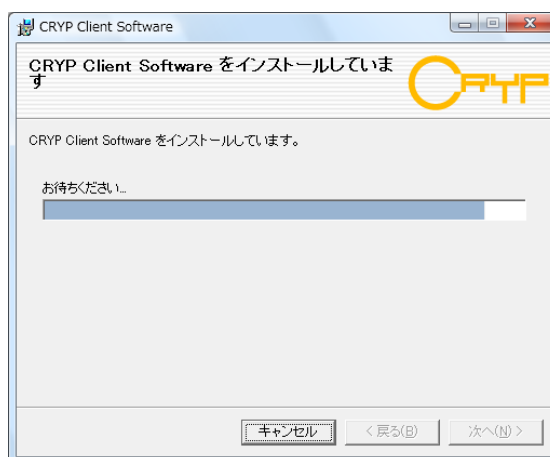 CRYP Client Software
CRYP Client Software をインストールしていま
す
CRYP
CRYP Client Software をインストールしています。
お待ちください...
キャンセル
< 戻る(B)
次へ(N) >